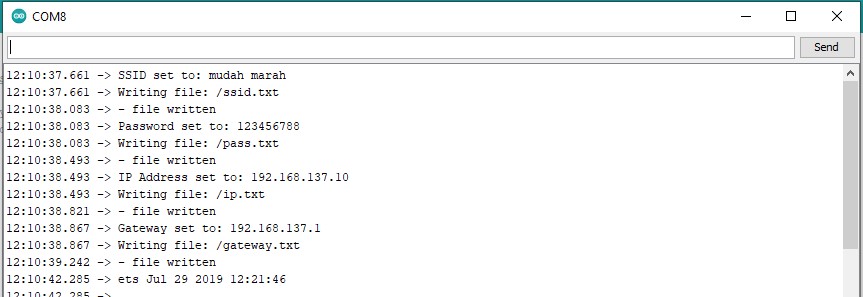 COM8
Send
12:10:37.661 -> SSID set to: mudah marah
12:10:37.661 -> Writing file: /ssid.txt
12:10:38.083 -> - file written
12:10:38.083 -> Password set to: 123456788
12:10:38.083 -> Writing file: /pass.txt
12:10:38.493 -> - file written
12:10:38.493 -> IP Address set to: 192.168.137.10
12:10:38.493 -> Writing file: /ip.txt
12:10:38.821 -> - file written
12:10:38.867 -> Gateway set to: 192.168.137.1
12:10:38.867 -> Writing file: /gateway.txt
12:10:39.242 -> - file written
12:10:42.285 -> ets Jul 29 2019 12:21:46
12:10:42.285 ->